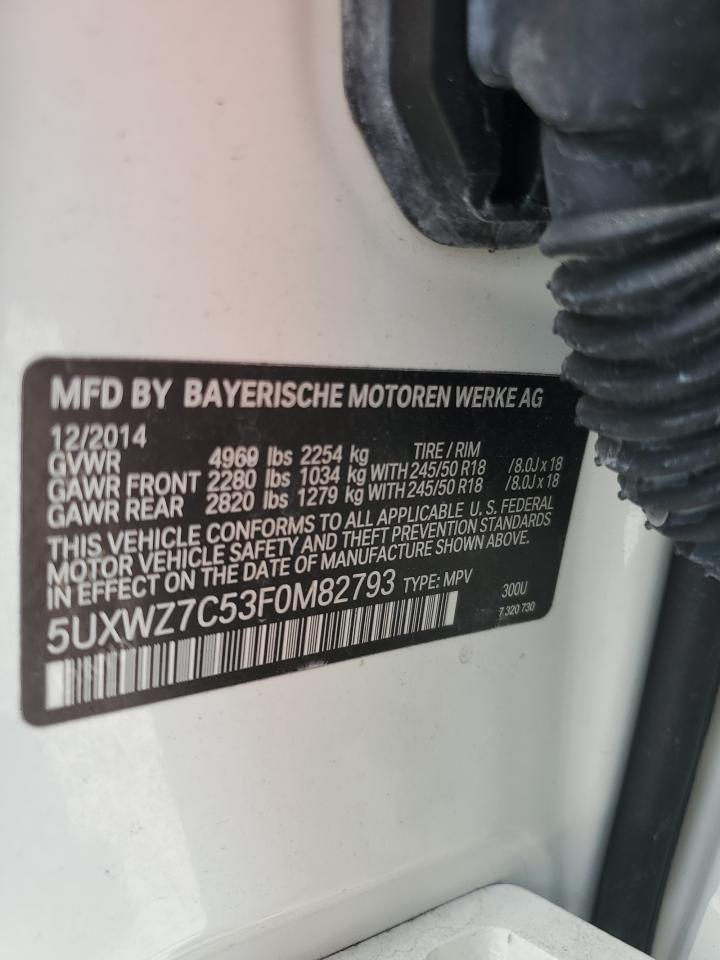 MFD BY BAYERISCHE MOTOREN WERKE AG
12/2014 TIRE / RIM
GVWR 4969 lbs 2254 kg
GAWR FRONT 2280 lbs 1034 kg WITH 245/50 R18 /8.0J x 18
GAWR REAR 2820 lbs 1279 kg WITH 245/50 R18 /8.0J x 18
THIS VEHICLE CONFORMS TO ALL APPLICABLE U. S. FEDERAL
MOTOR VEHICLE SAFETY AND THEFT PREVENTION STANDARDS
IN EFFECT ON THE DATE OF MANUFACTURE SHOWN ABOVE.
5UXWZ7C53F0M82793 TYPE: MPV 300U
7 320 730